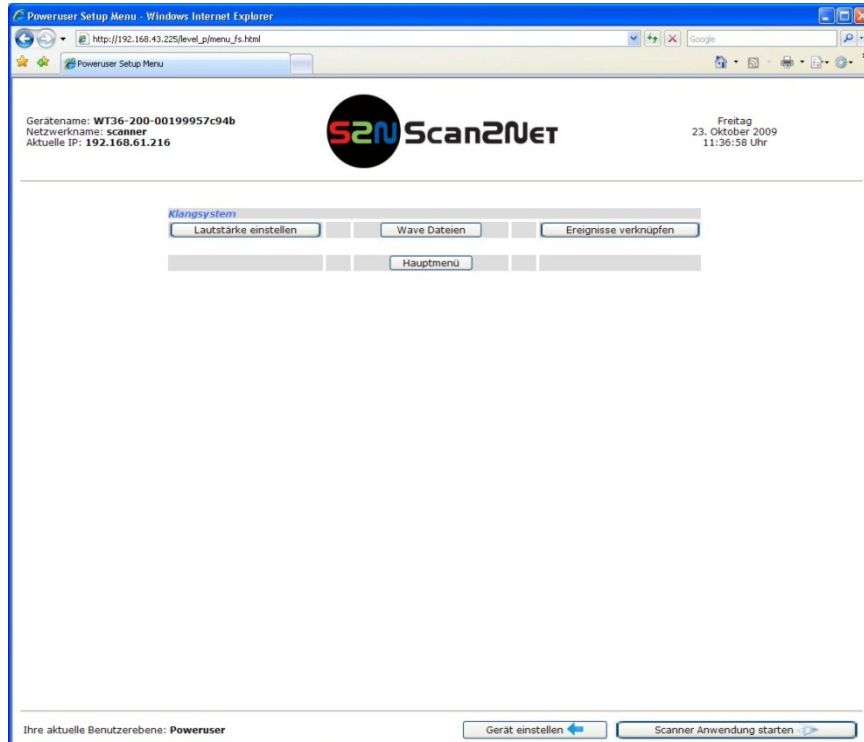 Poweruser Setup Menu - Windows Internet Explorer
http://192.168.43.225/level_p/menu_fs.html
Google
Poweruser Setup Menu
Gerätename: WT36-200-00199957c94b
Netzwerkname: scanner
Aktuelle IP: 192.168.61.216
S2N Scan2Net
Freitag
23. Oktober 2009
11:36:58 Uhr
Klangsystem
Lautstärke einstellen
Wave Dateien
Ereignisse verknüpfen
Hauptmenü
Ihre aktuelle Benutzerebene: Poweruser
Gerät einstellen
Scanner Anwendung starten